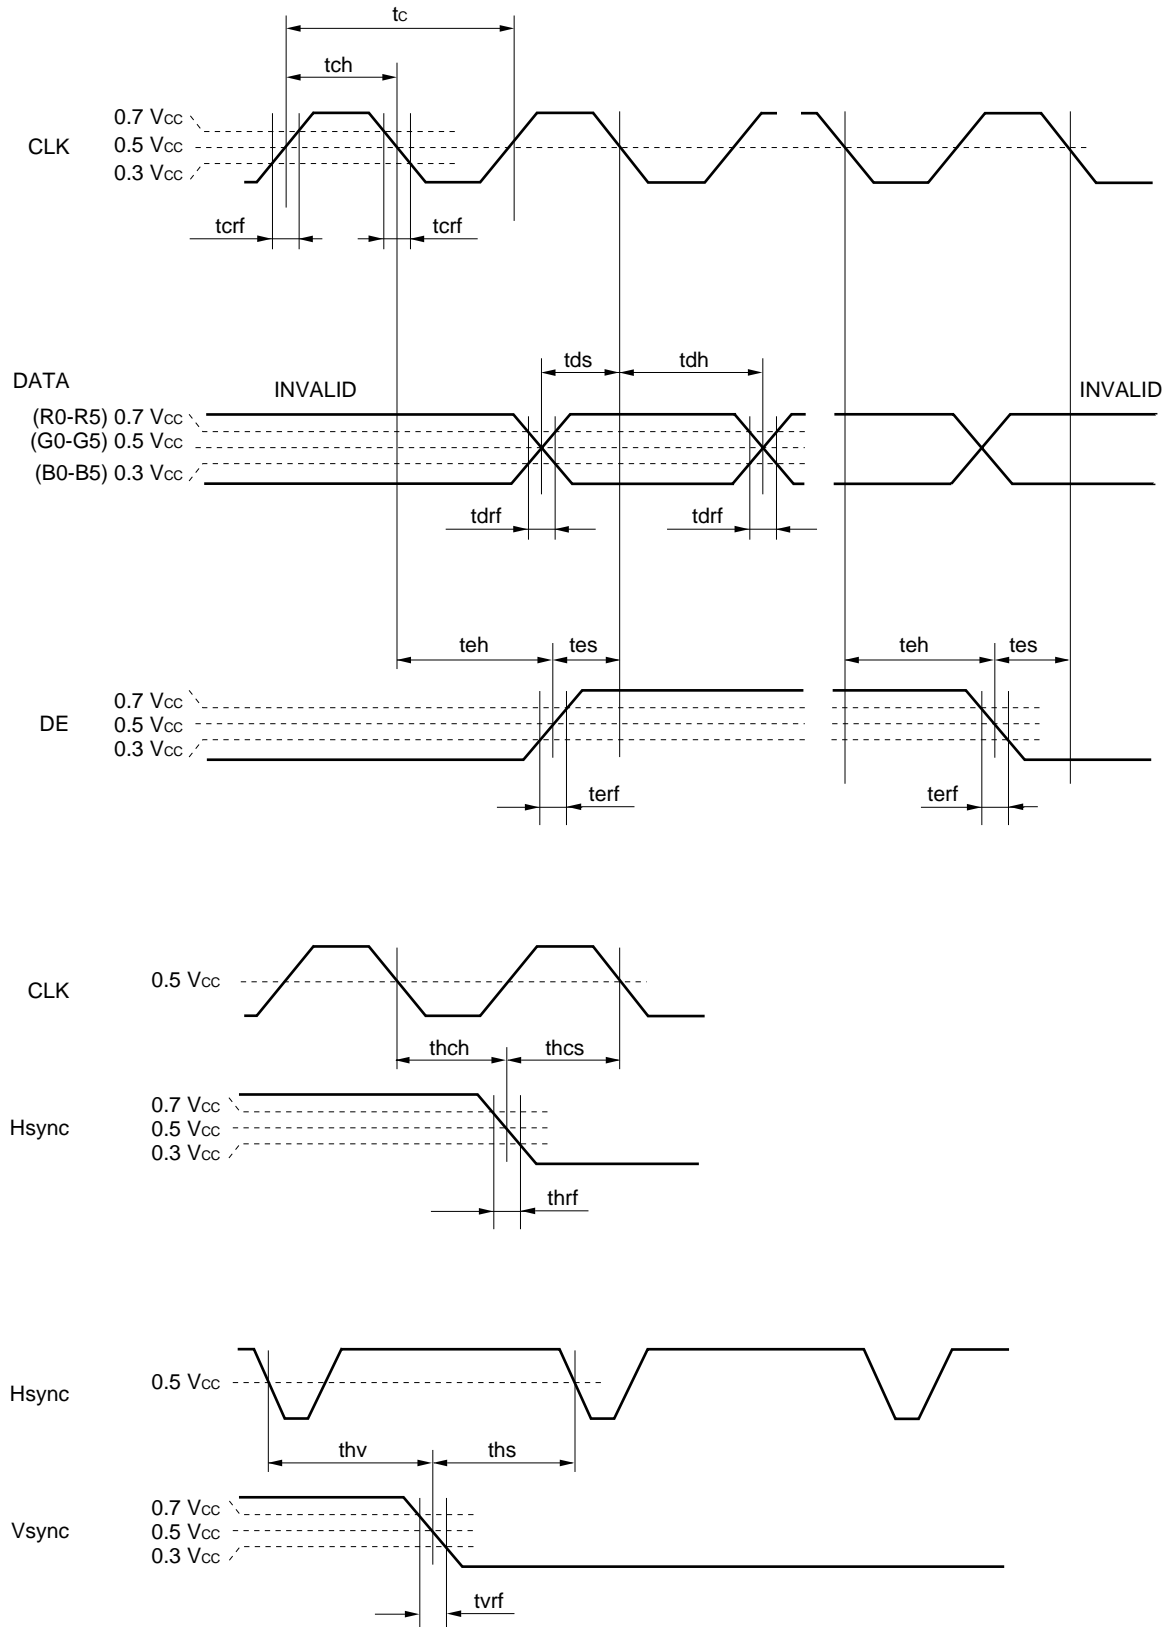 tc
tch
0.7 Vcc
CLK 0.5 Vcc
0.3 Vcc
tcrf tcrf
tds tdh
DATA INVALID INVALID
(R0-R5) 0.7 Vcc
(G0-G5) 0.5 Vcc
(B0-B5) 0.3 Vcc
tdrf tdrf
teh tes teh tes
0.7 Vcc
DE 0.5 Vcc
0.3 Vcc
terf terf
CLK 0.5 Vcc
thch thcs
0.7 Vcc
Hsync 0.5 Vcc
0.3 Vcc
thrf
Hsync 0.5 Vcc
thv ths
0.7 Vcc
Vsync 0.5 Vcc
0.3 Vcc
tvrf